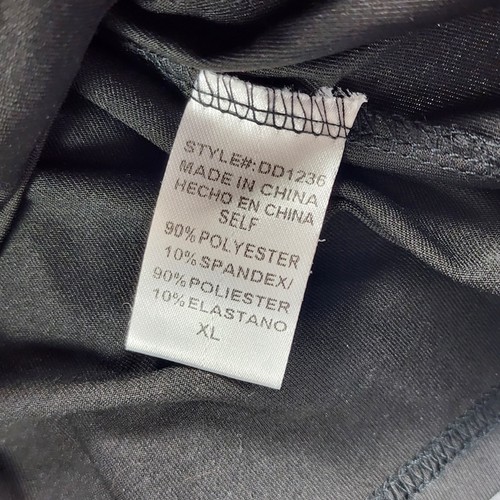 STYLE#:DD1236
MADE IN CHINA
HECHO EN CHINA
SELF
90%POLYESTER
10%SPANDEX/
90%POLIESTER
10%ELASTANO
XL